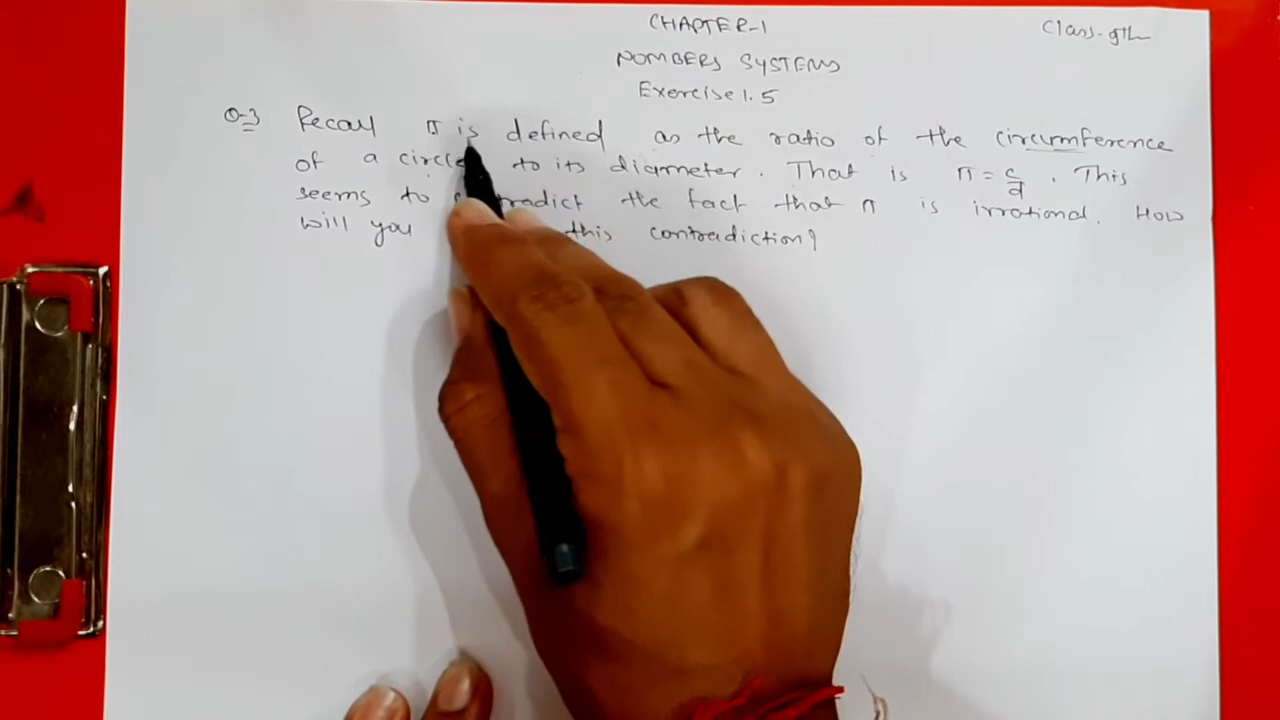 CHAPTER-1
Class-9th
NUMBERS SYSTEMS
Exercise 1.5
Q-3 Recall π is defined as the ratio of the circumference
of a circle to its diameter. That is π = c/d. This
seems to tradict the fact that π is irrational. How
will you this contradiction?